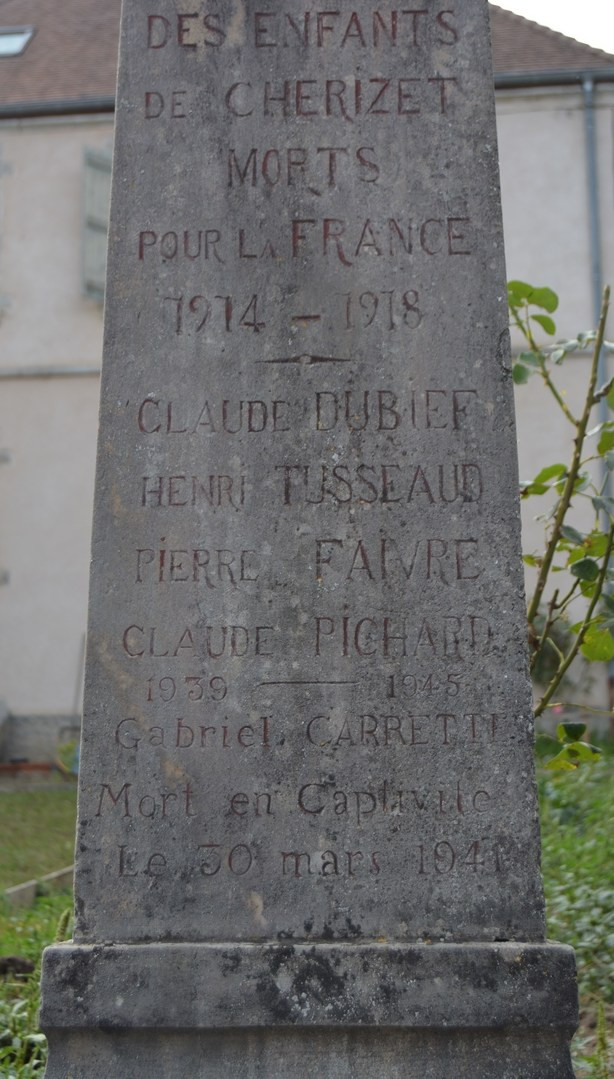 DES ENFANTS
DE CHERIZET
MORTS
POUR LA FRANCE
1914 - 1918
CLAUDE DUBIEF
HENRI TUSSEAUD
PIERRE FAIVRE
CLAUDE PICHARD
1939 — 1945
Gabriel CARRETTE
Mort en Captivité
Le 30 mars 1941